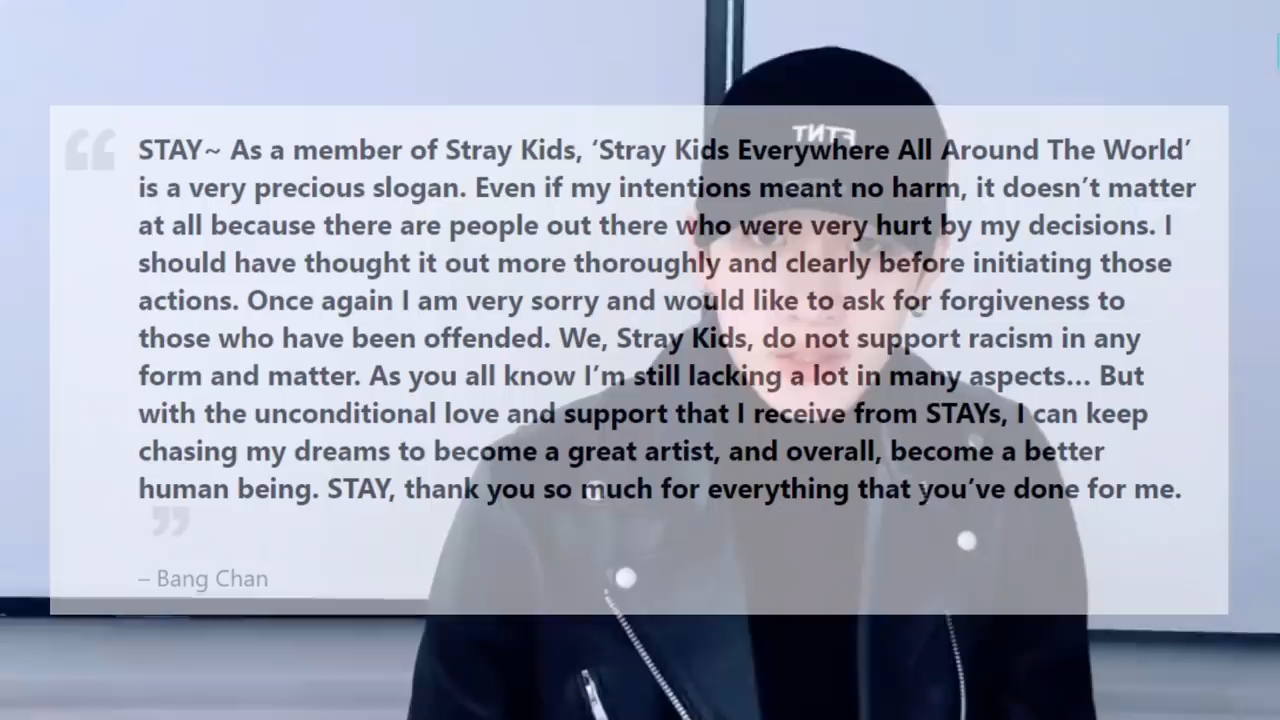 FTNT
STAY~ As a member of Stray Kids, ‘Stray Kids Everywhere All Around The World’
is a very precious slogan. Even if my intentions meant no harm, it doesn’t matter
at all because there are people out there who were very hurt by my decisions. I
should have thought it out more thoroughly and clearly before initiating those
actions. Once again I am very sorry and would like to ask for forgiveness to
those who have been offended. We, Stray Kids, do not support racism in any
form and matter. As you all know I’m still lacking a lot in many aspects… But
with the unconditional love and support that I receive from STAYs, I can keep
chasing my dreams to become a great artist, and overall, become a better
human being. STAY, thank you so much for everything that you’ve done for me.
– Bang Chan